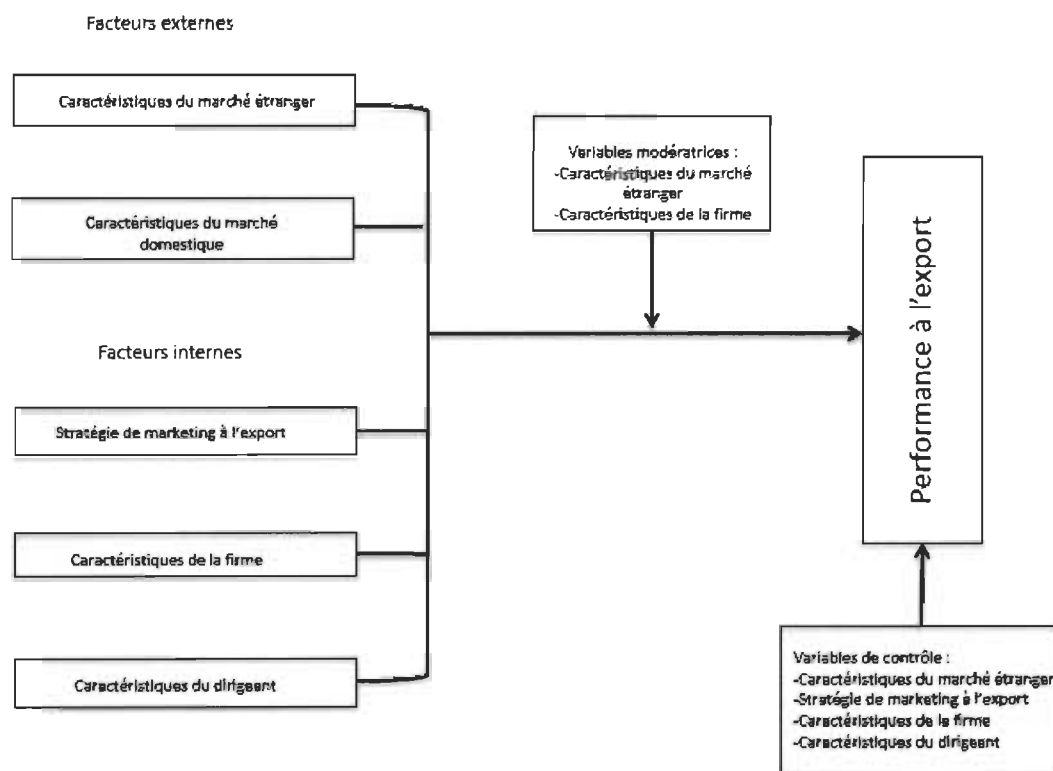 Facteurs externes
Caractéristiques du marché étranger
Caractéristiques du marché
domestique
Facteurs internes
Stratégie de marketing à l'export
Caractéristiques de la firme
Caractéristiques du dirigeant
Variables modératrices :
-Caractéristiques du marché
étranger
-Caractéristiques de la firme
Performance à l'export
Variables de contrôle :
-Caractéristiques du marché étranger
-Stratégie de marketing à l'export
-Caractéristiques de la firme
-Caractéristiques du dirigeant